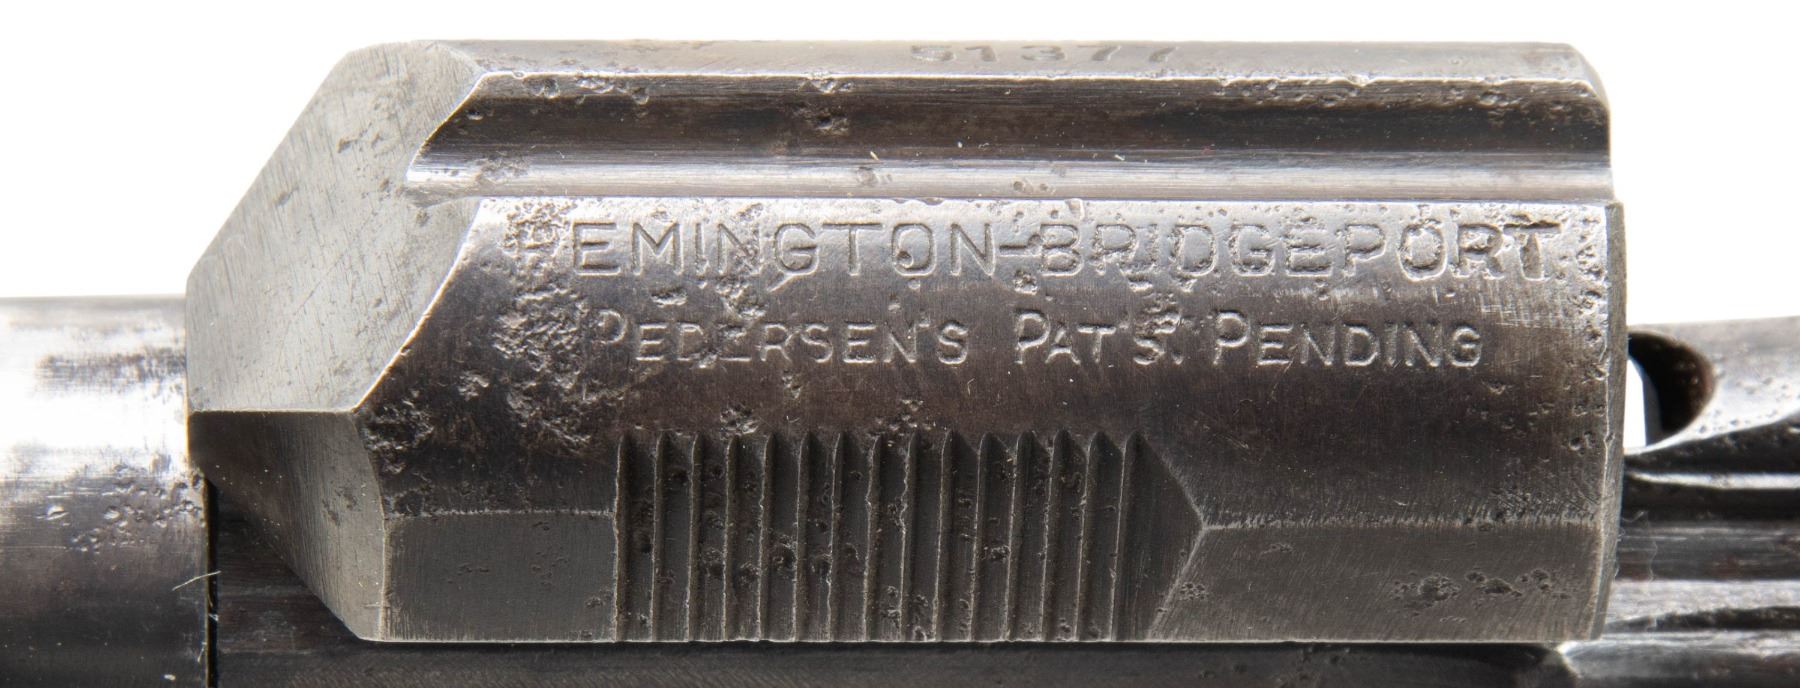 51377
REMINGTON-BRIDGEPORT.
PEDERSEN'S PAT'S. PENDING